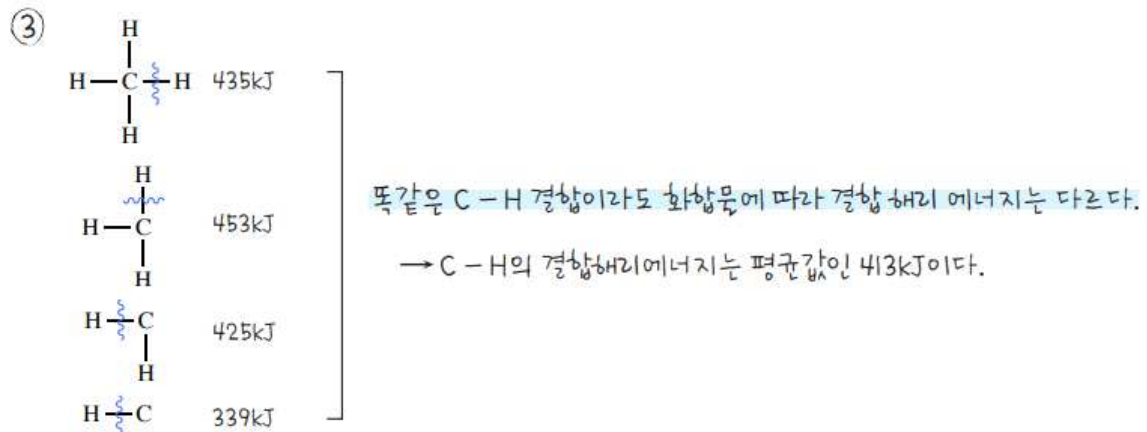 ③
H
H C H 435kJ
H
H
H C 453kJ
H
H C 425kJ
H
H C 339kJ
똑같은 C - H 결합이라도 화합물에 따라 결합 해리 에너지는 다르다.
→ C - H의 결합해리에너지는 평균값인 413kJ이다.